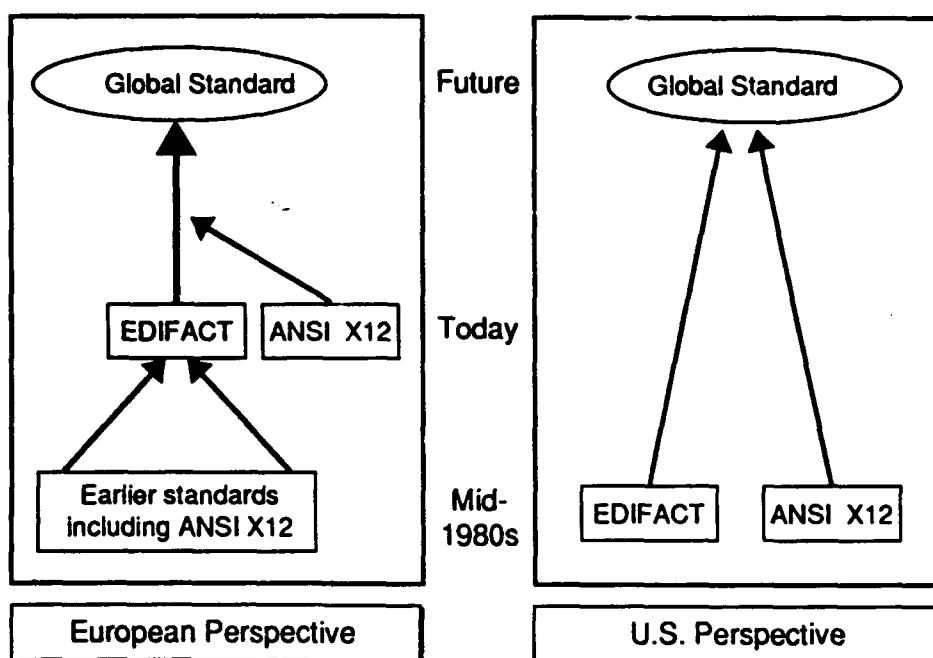 Global Standard
Future
Global Standard
EDIFACT
ANSI X12
Today
Earlier standards
including ANSI X12
Mid-
1980s
EDIFACT
ANSI X12
European Perspective
U.S. Perspective